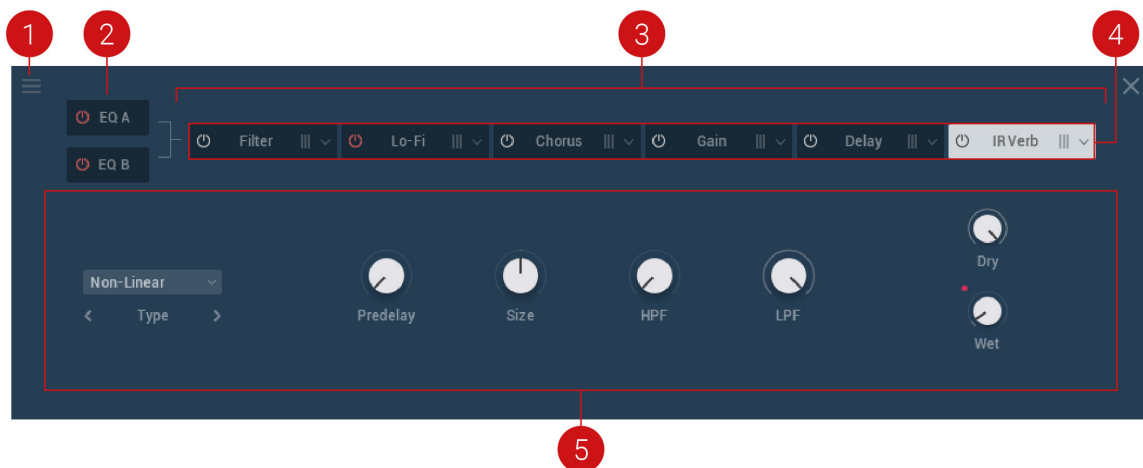 1 2 3 4
EQ A
Filter Lo-Fi Chorus Gain Delay IR Verb
EQ B
Dry
Non-Linear
Type Predelay Size HPF LPF
Wet
5